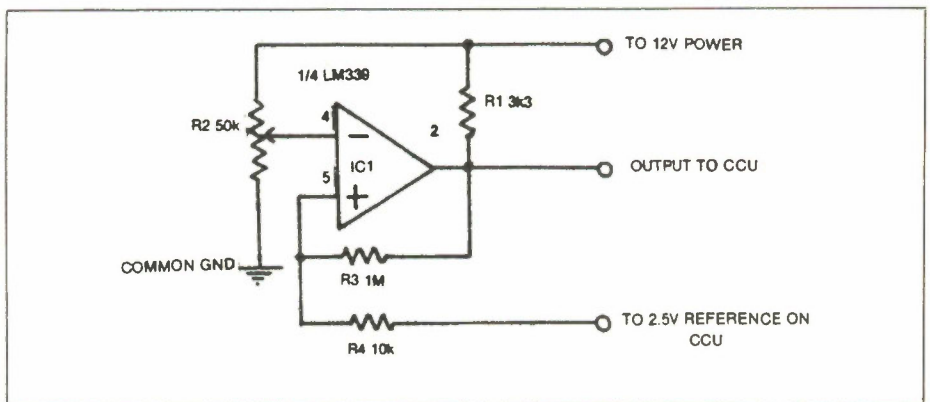 TO 12V POWER
1/4 LM339
R1 3k3
R2 50k
4
2
IC1
OUTPUT TO CCU
5
COMMON GND
R3 1M
TO 2.5V REFERENCE ON
CCU
R4 10k